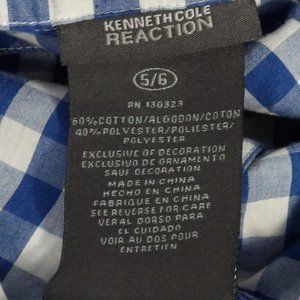 KENNETH COLE
REACTION
5/6
RN 130323
60% COTTON/ALGODON/COTON
40% POLYESTER/POLIESTER/
POLYESTER
EXCLUSIVE OF DECORATION
EXCLUSIVO DE ORNAMENTO
SAUF DECORATION
MADE IN CHINA
HECHO EN CHINA
FABRIQUE EN CHINA
SEE REVERSE FOR CARE
VER AL DORSO PARA
EL CUIDADO
VOIR AU DOS POUR
ENTRETIEN